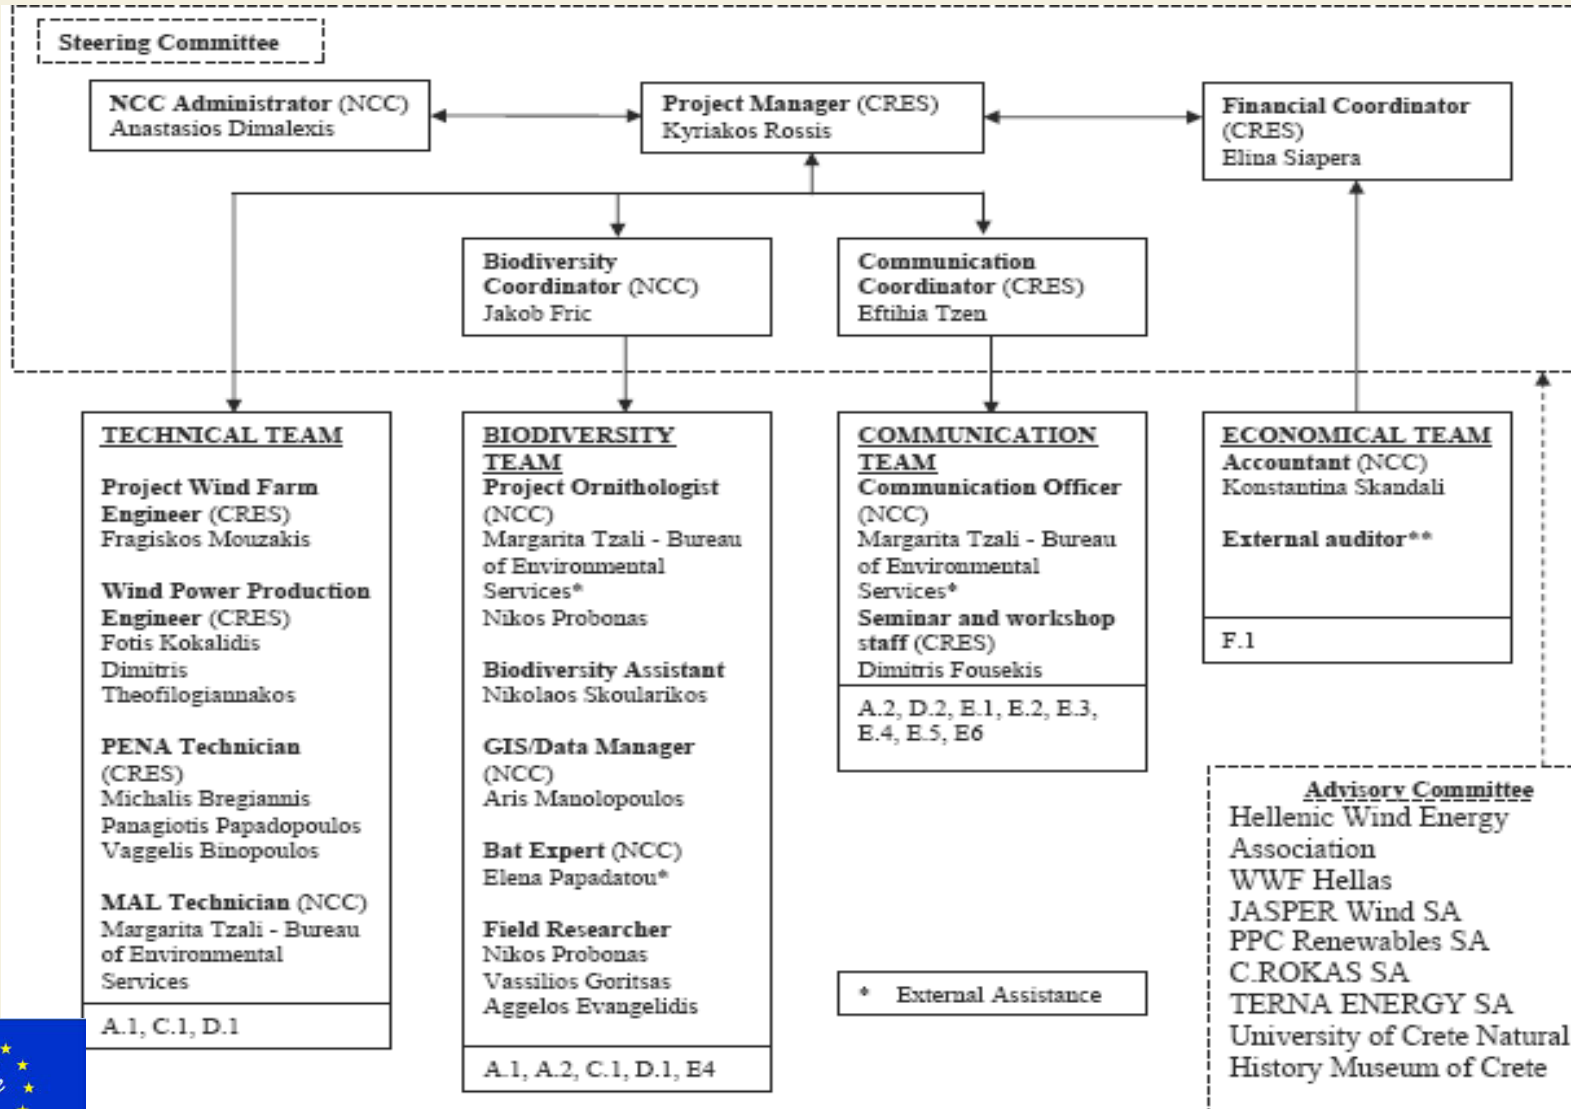 Steering Committee
NCC Administrator (NCC)
Anastasios Dimalexis
Project Manager (CRES)
Kyriakos Rossis
Financial Coordinator
(CRES)
Elina Siapera
Biodiversity
Coordinator (NCC)
Jakob Fric
Communication
Coordinator (CRES)
Eftihia Tzen
TECHNICAL TEAM
Project Wind Farm
Engineer (CRES)
Fragiskos Mouzakis
Wind Power Production
Engineer (CRES)
Fotis Kokalidis
Dimitris
Theofilogiannakos
PENA Technician
(CRES)
Michalis Bregiannis
Panagiotis Papadopoulos
Vaggelis Binopoulos
MAL Technician (NCC)
Margarita Tzali - Bureau
of Environmental
Services
A.1, C.1, D.1
BIODIVERSITY
TEAM
Project Ornithologist
(NCC)
Margarita Tzali - Bureau
of Environmental
Services*
Nikos Probonas
Biodiversity Assistant
Nikolaos Skoularikos
GIS/Data Manager
(NCC)
Aris Manolopoulos
Bat Expert (NCC)
Elena Papadatou*
Field Researcher
Nikos Probonas
Vassilios Goritsas
Aggelos Evangelidis
A.1, A.2, C.1, D.1, E4
COMMUNICATION
TEAM
Communication Officer
(NCC)
Margarita Tzali - Bureau
of Environmental
Services*
Seminar and workshop
staff (CRES)
Dimitris Fousekis
A.2, D.2, E.1, E.2, E.3,
E.4, E.5, E6
* External Assistance
ECONOMICAL TEAM
Accountant (NCC)
Konstantina Skandali
External auditor**
F.1
Advisory Committee
Hellenic Wind Energy
Association
WWF Hellas
JASPER Wind SA
PPC Renewables SA
C.ROKAS SA
TERNA ENERGY SA
University of Crete Natural
History Museum of Crete